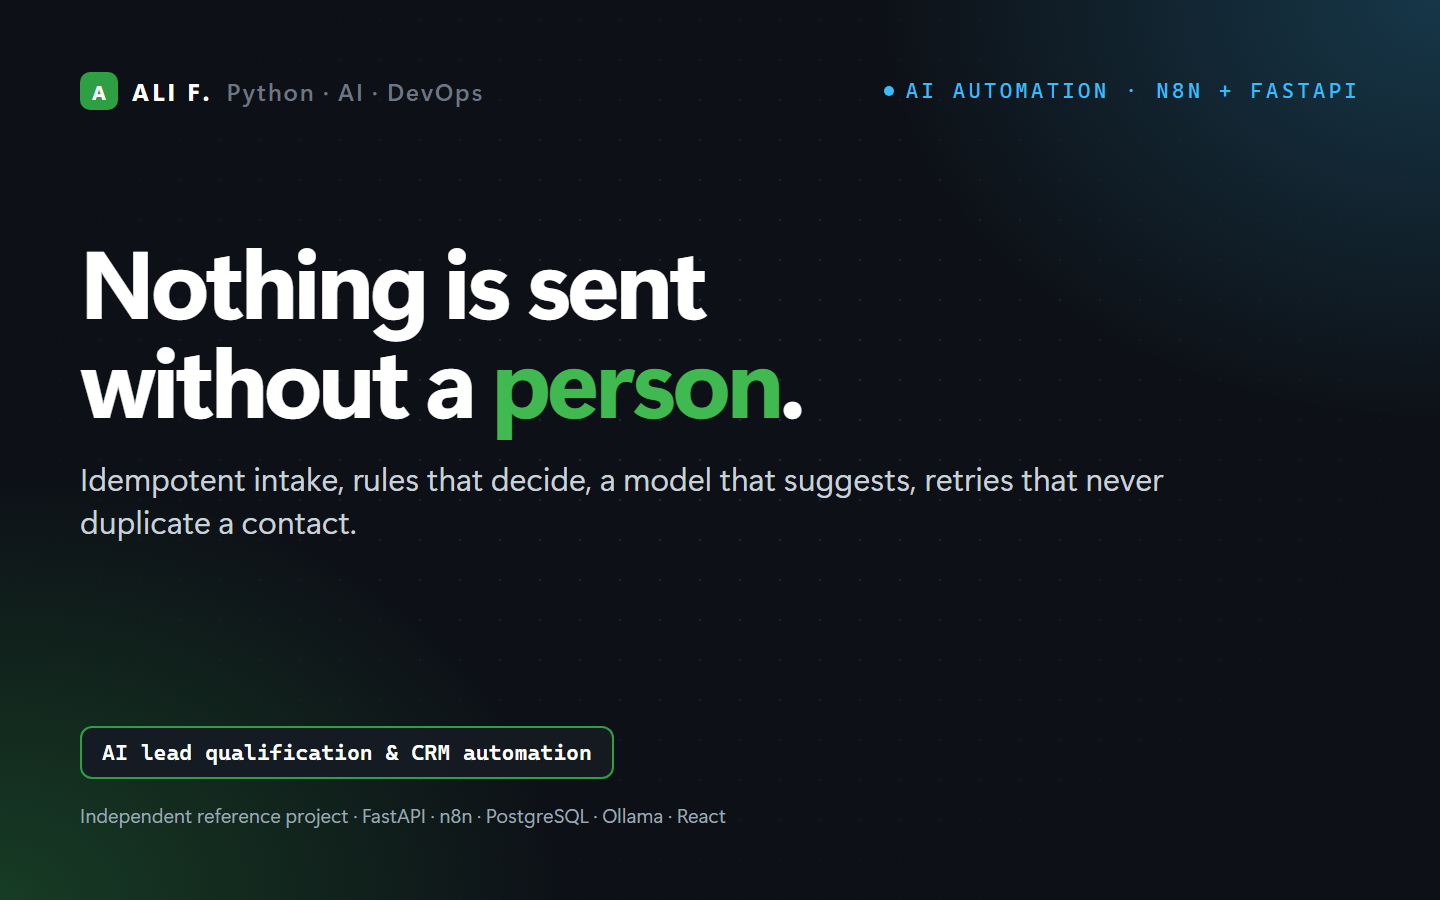 A ALI F. Python · AI · DevOps
AI AUTOMATION · N8N + FASTAPI
Nothing is sent
without a person.
Idempotent intake, rules that decide, a model that suggests, retries that never
duplicate a contact.
AI lead qualification & CRM automation
Independent reference project · FastAPI · n8n · PostgreSQL · Ollama · React